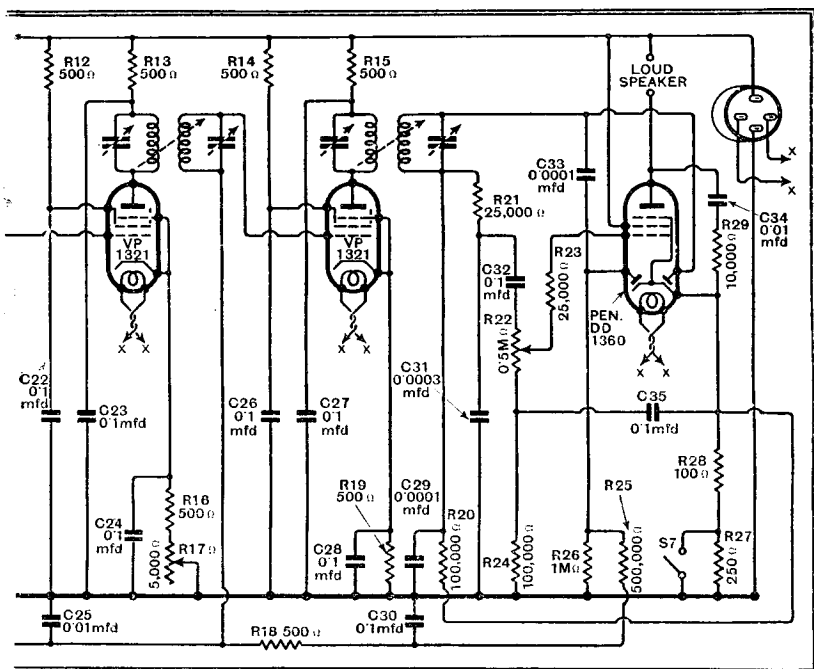 R12
500Ω
R13
500Ω
R14
500Ω
R15
500Ω
LOUD
SPEAKER
X
X
C33
0·0001
mfd
R21
25,000Ω
C34
0·01
mfd
R29
10,000Ω
VP
1321
VP
1321
R23
25,000Ω
C32
0·1
mfd
R22
0·5MΩ
PEN.
DD
1360
X
X
X
X
X
X
C22
0·1
mfd
C23
0·1mfd
C26
0·1
mfd
C27
0·1
mfd
C31
0·0003
mfd
C35
0·1mfd
R28
100Ω
R16
500Ω
R19
500Ω
C29
0·0001
mfd
R20
100,000Ω
R25
500,000Ω
C24
0·1
mfd
R17Ω
5,000Ω
C28
0·1
mfd
R24
100,000Ω
R26
1MΩ
S7
R27
250Ω
C25
0·01mfd
R18 500Ω
C30
0·1mfd